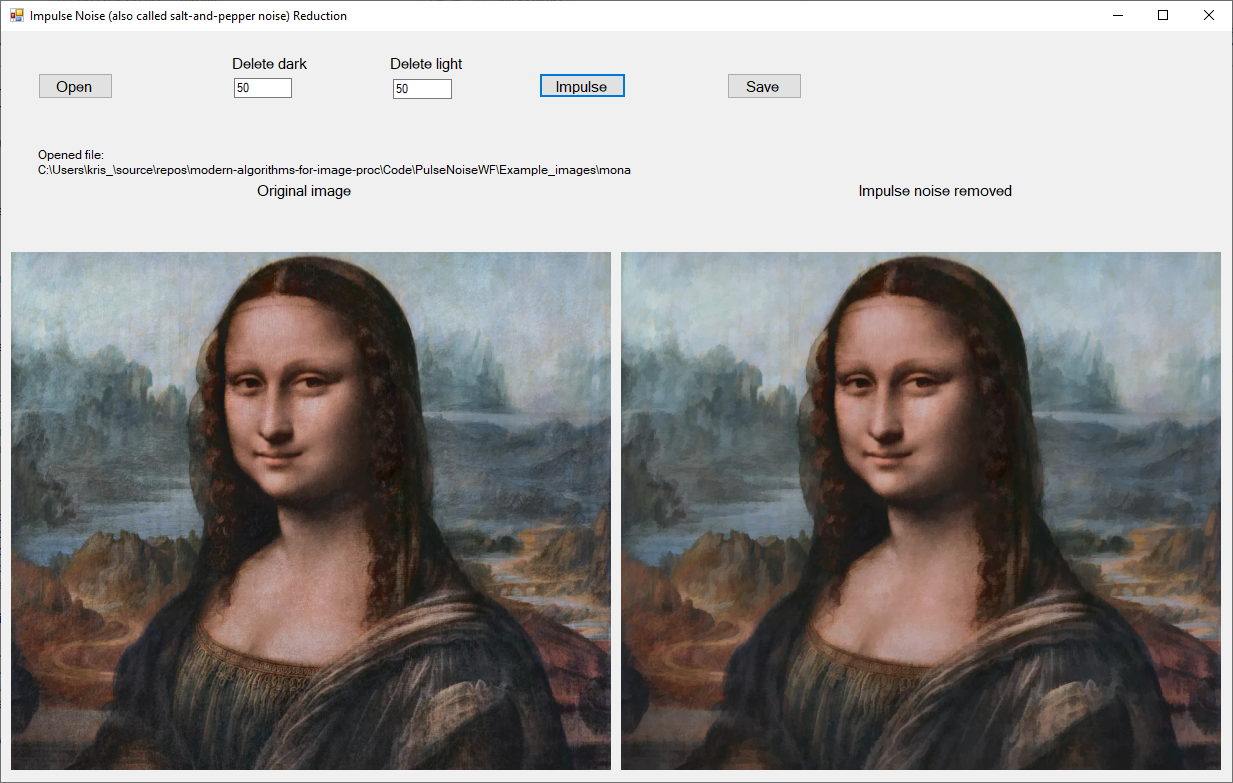 Impulse Noise (also called salt-and-pepper noise) Reduction
Delete dark
Delete light
Open
50
50
Impulse
Save
Opened file:
C:\Users\kris_\source\repos\modern-algorithms-for-image-proc\Code\PulseNoiseWF\Example_images\mona
Original image
Impulse noise removed